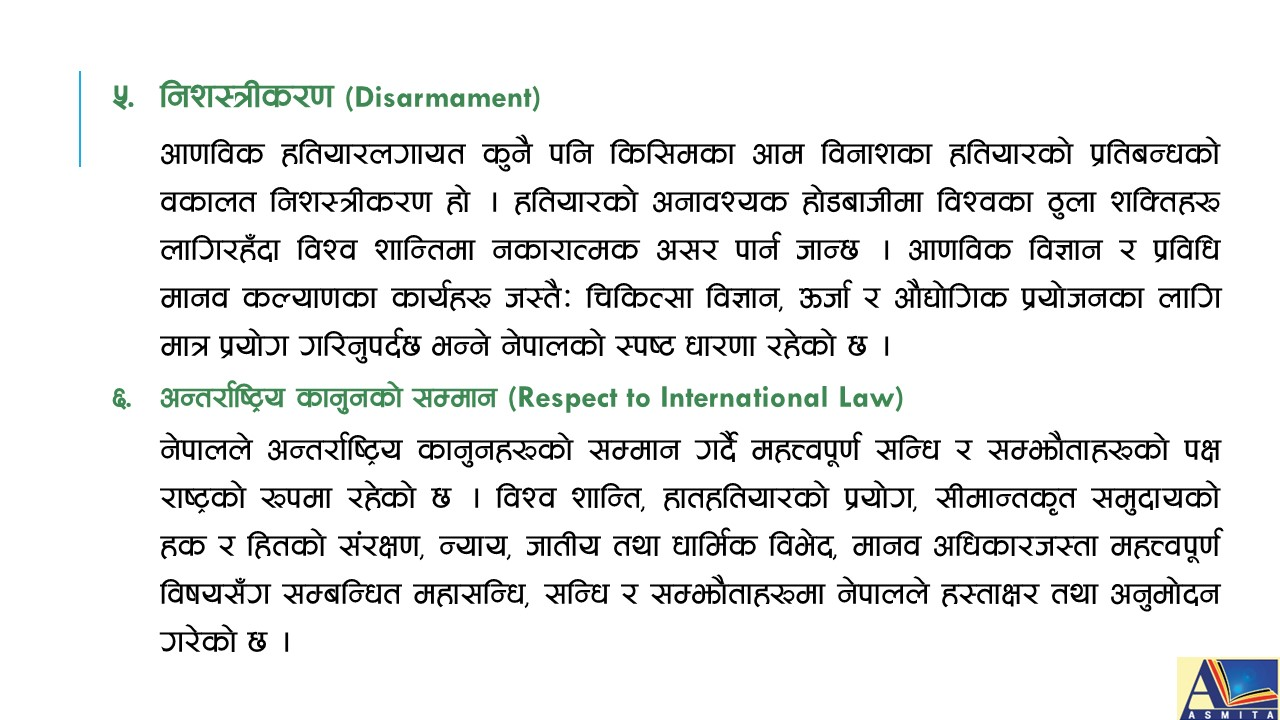 ५. निशस्त्रीकरण (Disarmament)
आणविक हतियारलगायत कुनै पनि किसिमका आम विनाशका हतियारको प्रतिबन्धको
वकालत निशस्त्रीकरण हो । हतियारको अनावश्यक होडबाजीमा विश्वका ठुला शक्तिहरु
लागिरहँदा विश्व शान्तिमा नकारात्मक असर पार्न जान्छ । आणविक विज्ञान र प्रविधि
मानव कल्याणका कार्यहरु जस्तैः चिकित्सा विज्ञान, ऊर्जा र औद्योगिक प्रयोजनका लागि
मात्र प्रयोग गरिनुपर्दछ भन्ने नेपालको स्पष्ट धारणा रहेको छ ।
६. अन्तर्राष्ट्रिय कानुनको सम्मान (Respect to International Law)
नेपालले अन्तर्राष्ट्रिय कानुनहरुको सम्मान गर्दै महत्त्वपूर्ण सन्धि र सम्झौताहरुको पक्ष
राष्ट्रको रुपमा रहेको छ । विश्व शान्ति, हातहतियारको प्रयोग, सीमान्तकृत समुदायको
हक र हितको संरक्षण, न्याय, जातीय तथा धार्मिक विभेद, मानव अधिकारजस्ता महत्त्वपूर्ण
विषयसँग सम्बन्धित महासन्धि, सन्धि र सम्झौताहरुमा नेपालले हस्ताक्षर तथा अनुमोदन
गरेको छ ।
ASMITA